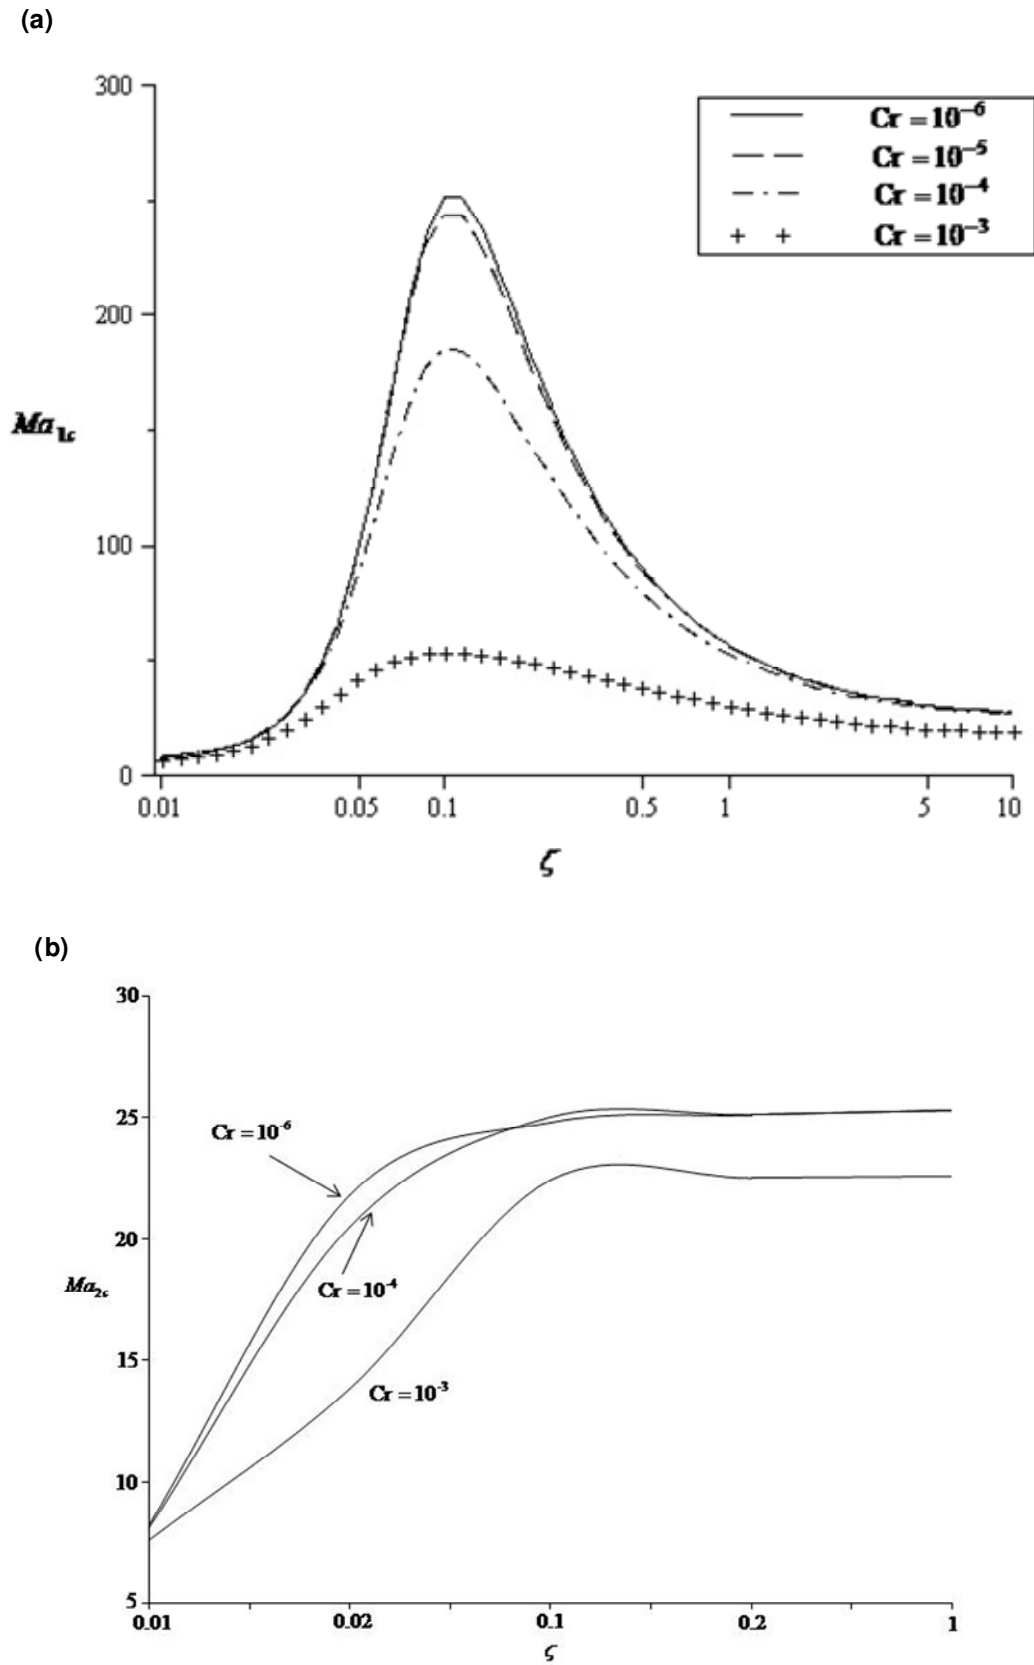 (a)
300
200
100
0
Ma₁c
0.01 0.05 0.1 0.5 1 5 10
ζ
Cr = 10⁻⁶
Cr = 10⁻⁵
Cr = 10⁻⁴
Cr = 10⁻³
(b)
30
25
20
15
10
5
Ma₂c
Cr = 10⁻⁶
Cr = 10⁻⁴
Cr = 10⁻³
0.01 0.02 0.1 0.2 1
ς